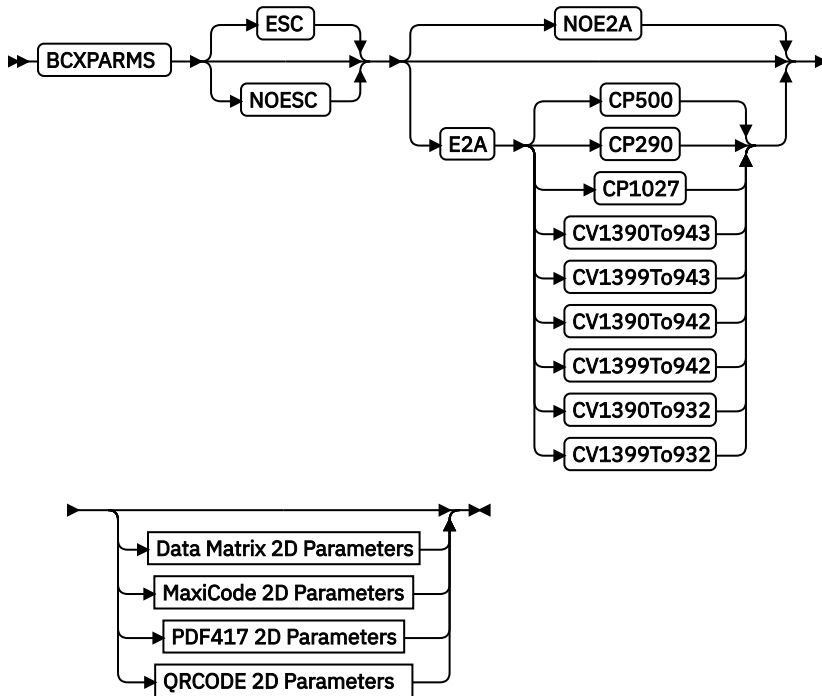 ESC
NOE2A
BCXPARMS
NOESC
CP500
E2A
CP290
CP1027
CV1390To943
CV1399To943
CV1390To942
CV1399To942
CV1390To932
CV1399To932
Data Matrix 2D Parameters
MaxiCode 2D Parameters
PDF417 2D Parameters
QRCODE 2D Parameters